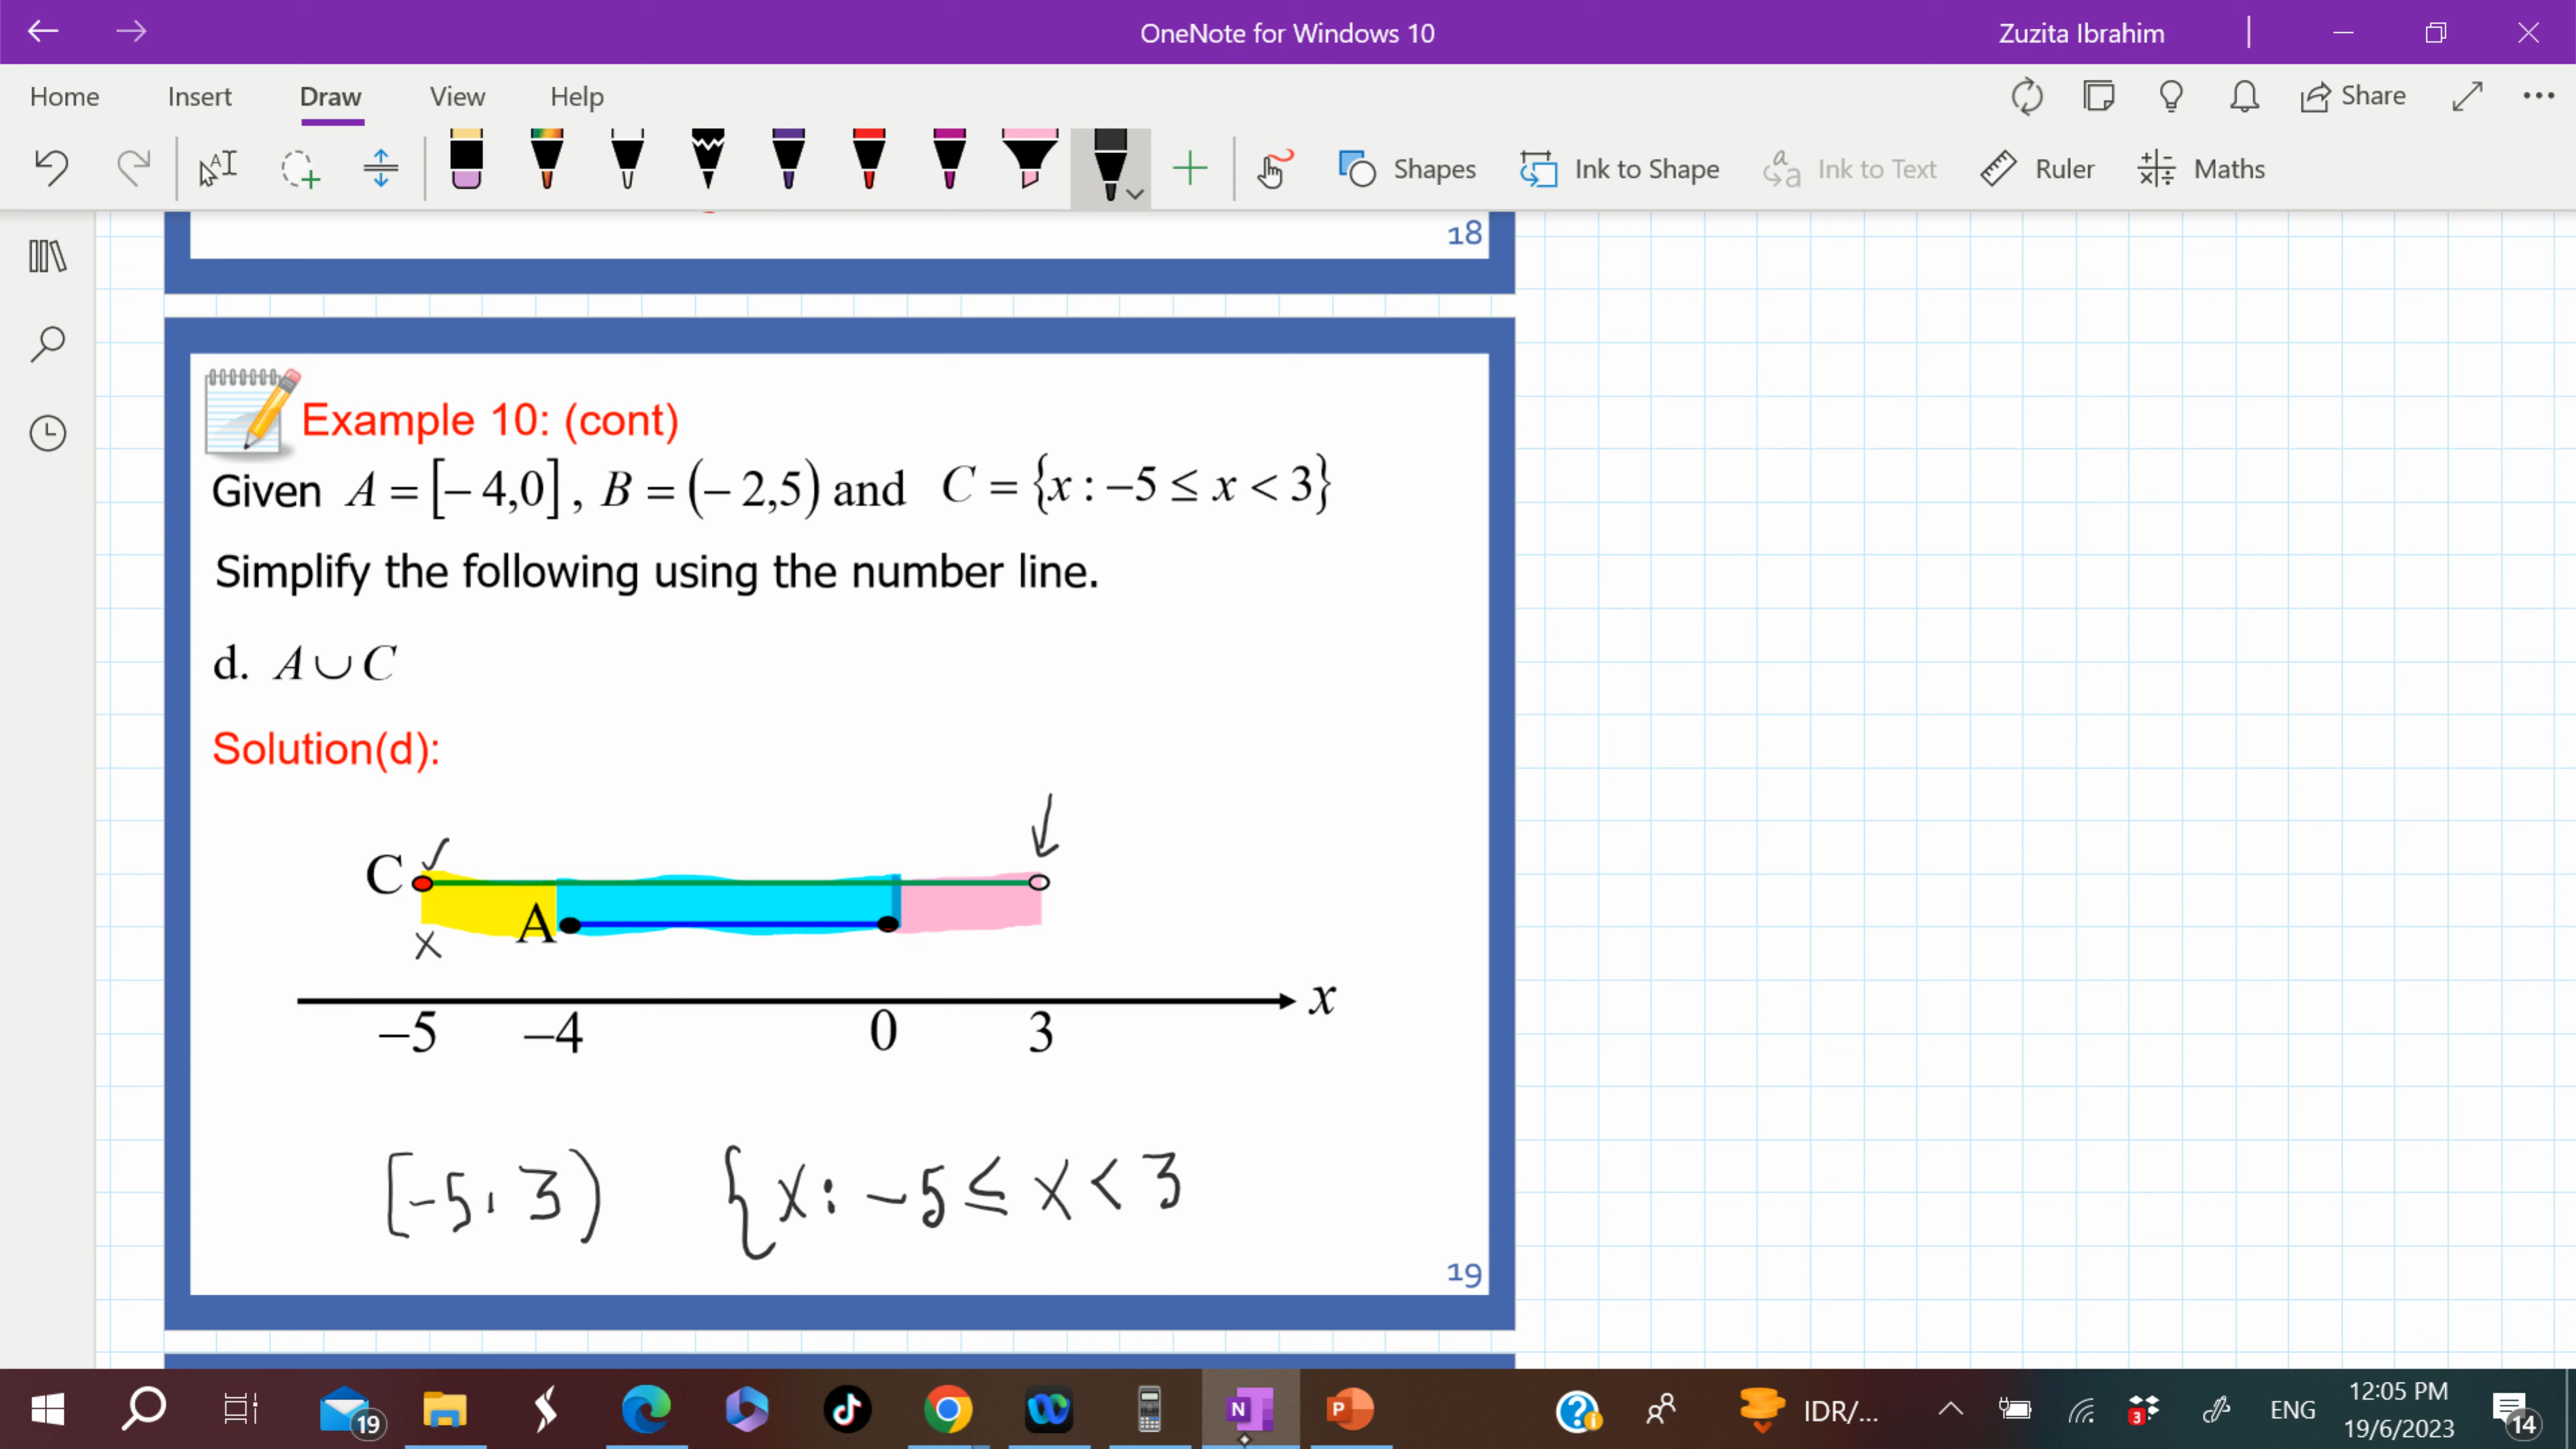 OneNote for Windows 10
Zuzita Ibrahim
Home Insert Draw View Help
Share
Shapes Ink to Shape Ink to Text Ruler Maths
18
Example 10: (cont)
Given A = [– 4,0] , B = (– 2,5) and C = {x : –5 ≤ x < 3}
Simplify the following using the number line.
d. A ∪ C
Solution(d):
C ✓
A
x
x
–5 –4 0 3
[-5, 3) {x: -5 ≤ x < 3
19
19
N
P
IDR/...
3
ENG
12:05 PM
19/6/2023
14